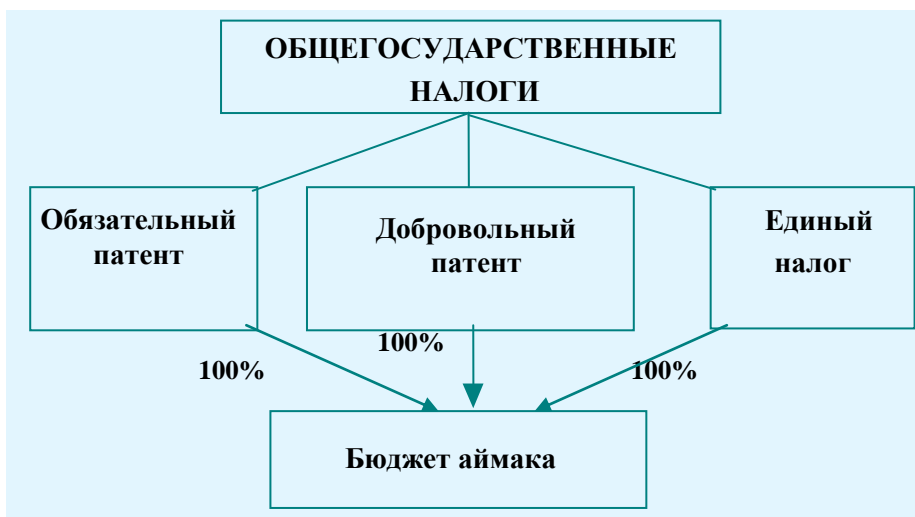 ОБЩЕГОСУДАРСТВЕННЫЕ
НАЛОГИ
Обязательный
патент
Добровольный
патент
Единый
налог
100%
100%
100%
Бюджет аймака